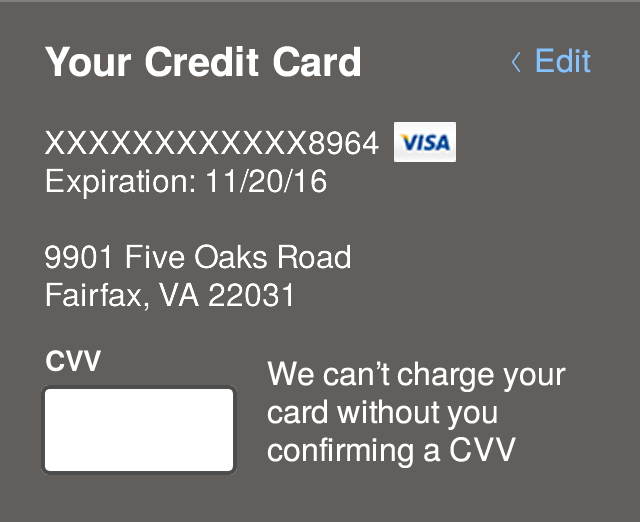 Your Credit Card
‹ Edit
XXXXXXXXXXXX8964 VISA
Expiration: 11/20/16
9901 Five Oaks Road
Fairfax, VA 22031
CVV
We can't charge your
card without you
confirming a CVV